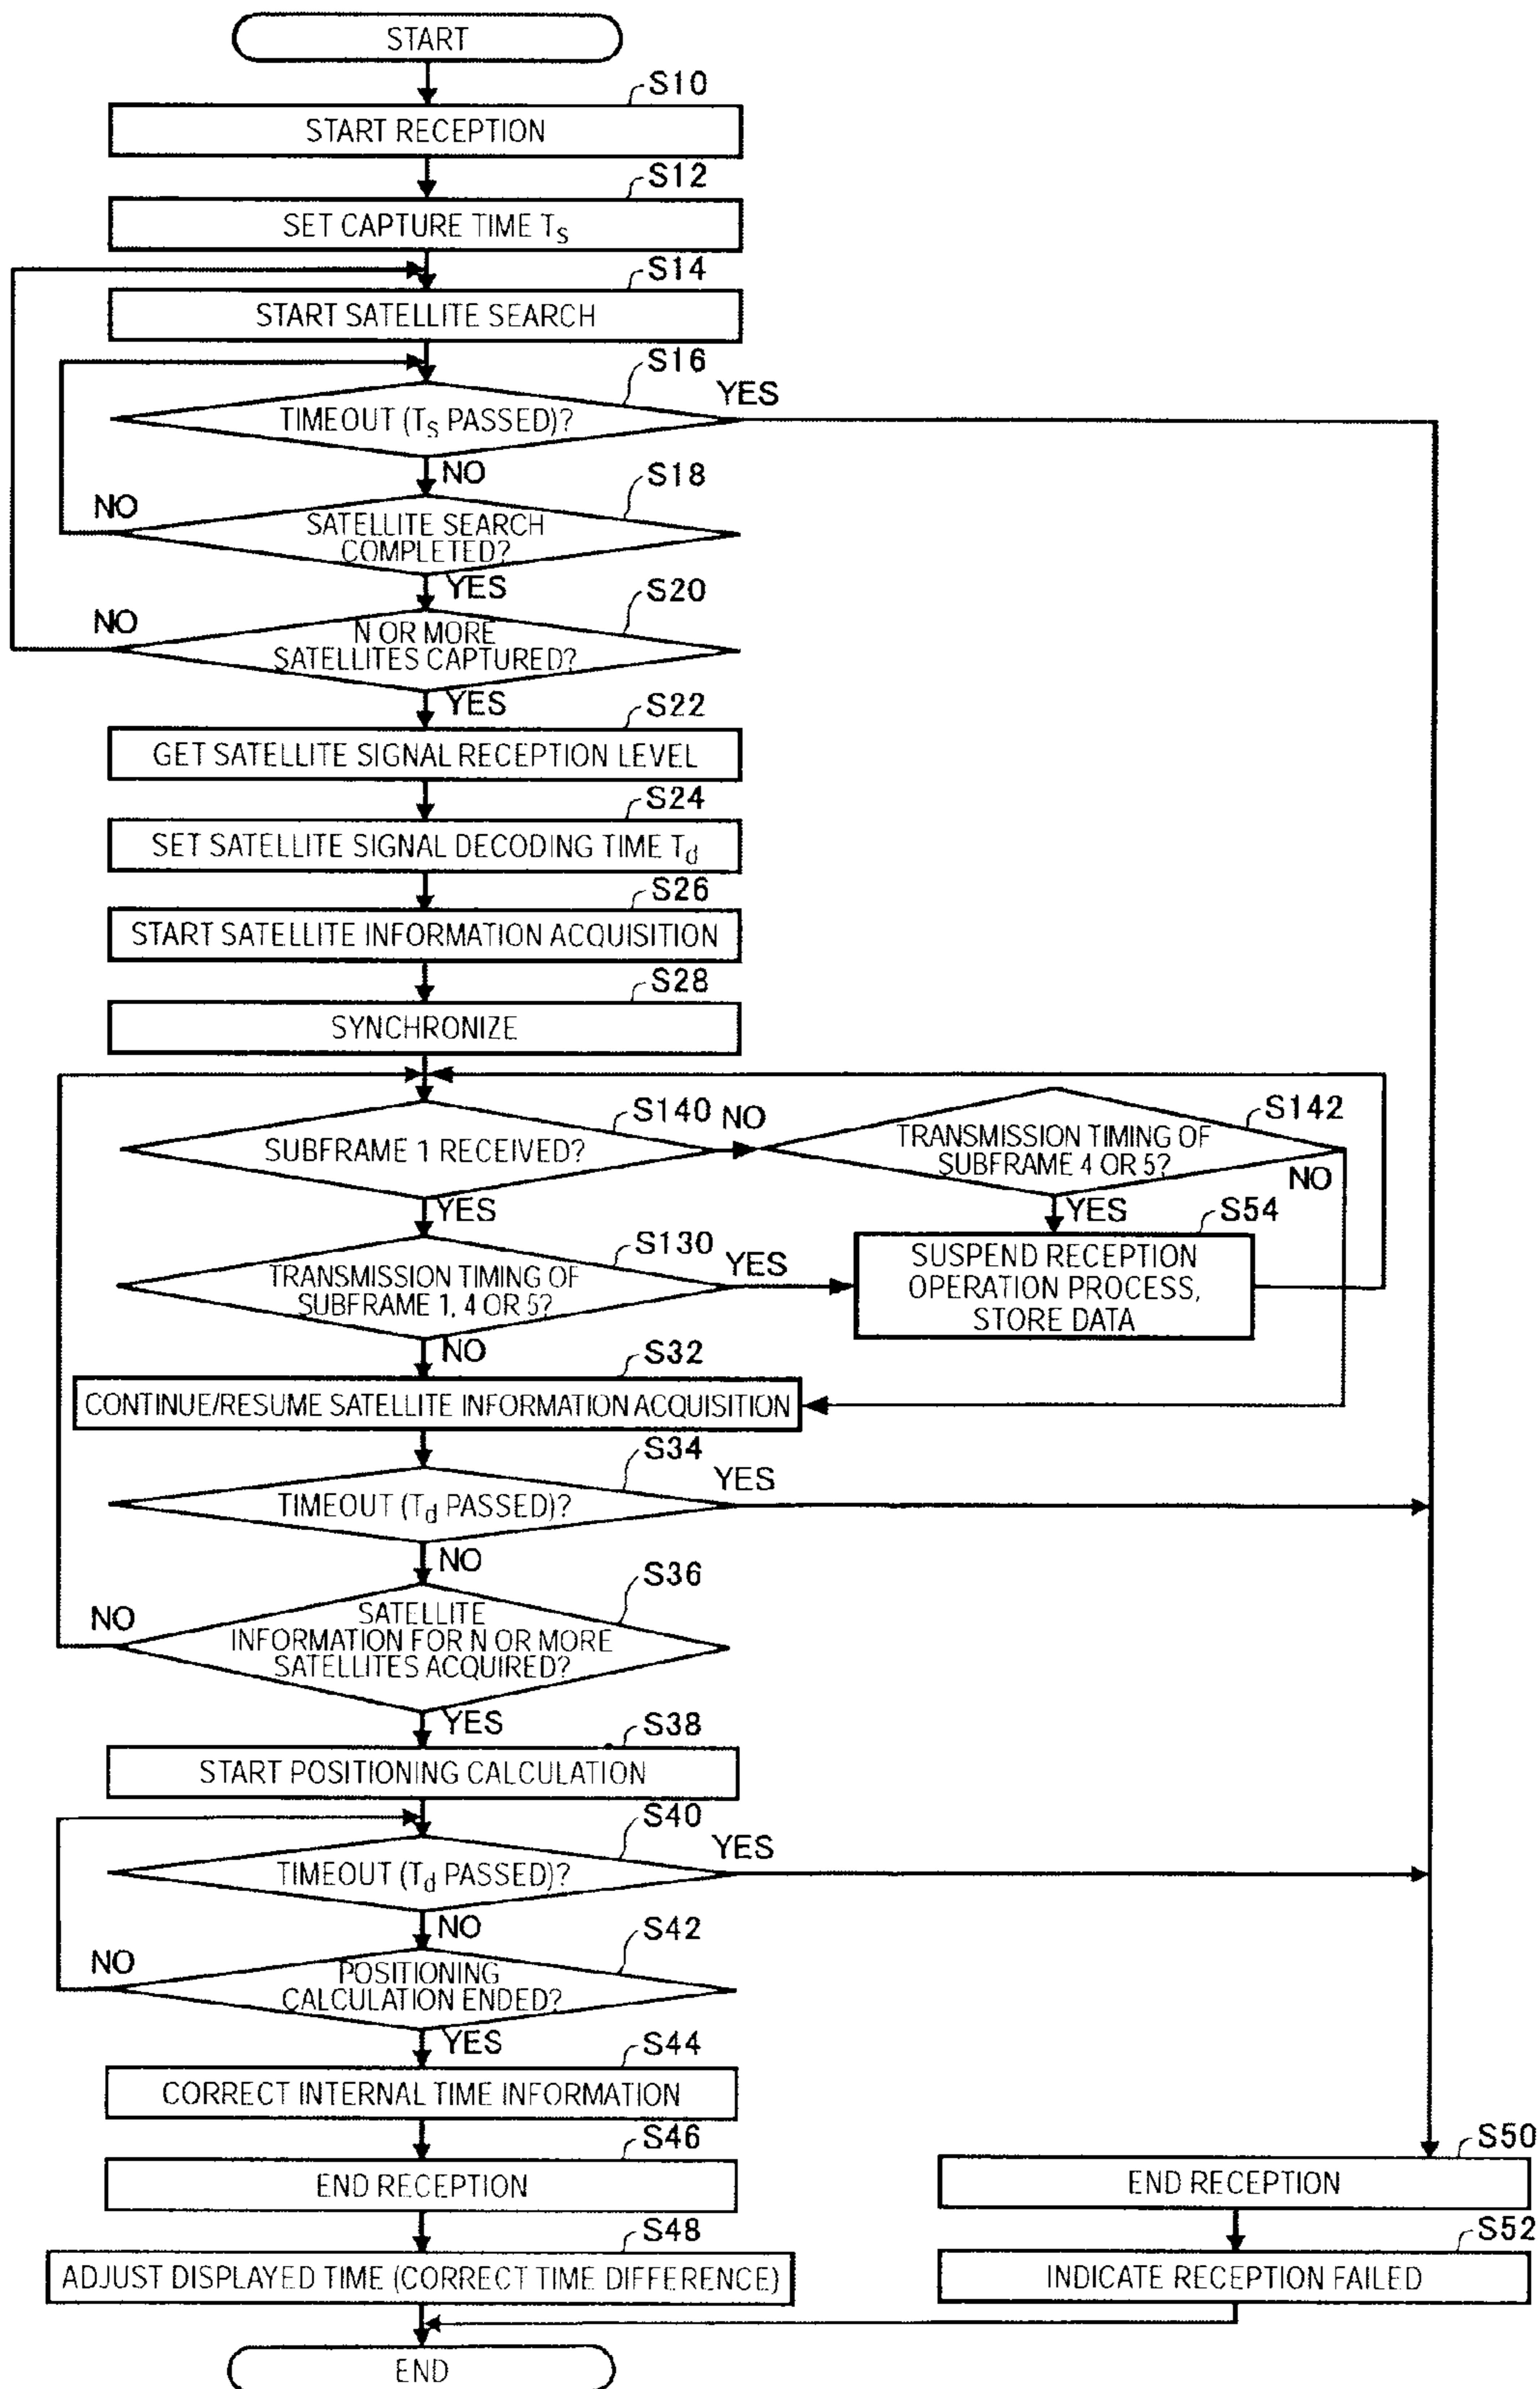 START
S10
START RECEPTION
S12
SET CAPTURE TIME Ts
S14
START SATELLITE SEARCH
S16
TIMEOUT (Ts PASSED)?
YES
NO
S18
SATELLITE SEARCH
COMPLETED?
NO
YES
S20
N OR MORE
SATELLITES CAPTURED?
NO
YES
S22
GET SATELLITE SIGNAL RECEPTION LEVEL
S24
SET SATELLITE SIGNAL DECODING TIME Td
S26
START SATELLITE INFORMATION ACQUISITION
S28
SYNCHRONIZE
S140
SUBFRAME 1 RECEIVED?
NO
YES
S142
TRANSMISSION TIMING OF
SUBFRAME 4 OR 5?
NO
YES
S130
TRANSMISSION TIMING OF
SUBFRAME 1, 4 OR 5?
YES
NO
S54
SUSPEND RECEPTION
OPERATION PROCESS,
STORE DATA
S32
CONTINUE/RESUME SATELLITE INFORMATION ACQUISITION
S34
TIMEOUT (Td PASSED)?
YES
NO
S36
SATELLITE
INFORMATION FOR N OR MORE
SATELLITES ACQUIRED?
NO
YES
S38
START POSITIONING CALCULATION
S40
TIMEOUT (Td PASSED)?
YES
NO
S42
POSITIONING
CALCULATION ENDED?
NO
YES
S44
CORRECT INTERNAL TIME INFORMATION
S46
END RECEPTION
S48
ADJUST DISPLAYED TIME (CORRECT TIME DIFFERENCE)
S50
END RECEPTION
S52
INDICATE RECEPTION FAILED
END